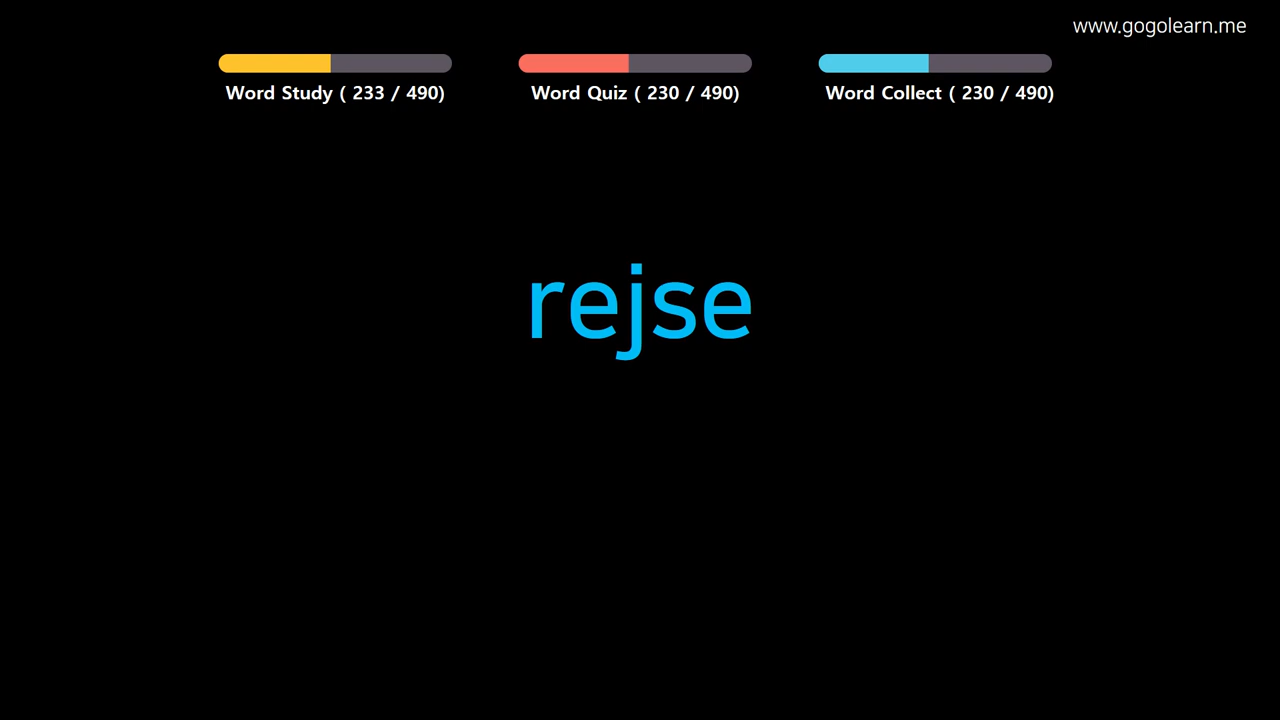 www.gogolearn.me
Word Study ( 233 / 490)
Word Quiz ( 230 / 490)
Word Collect ( 230 / 490)
rejse